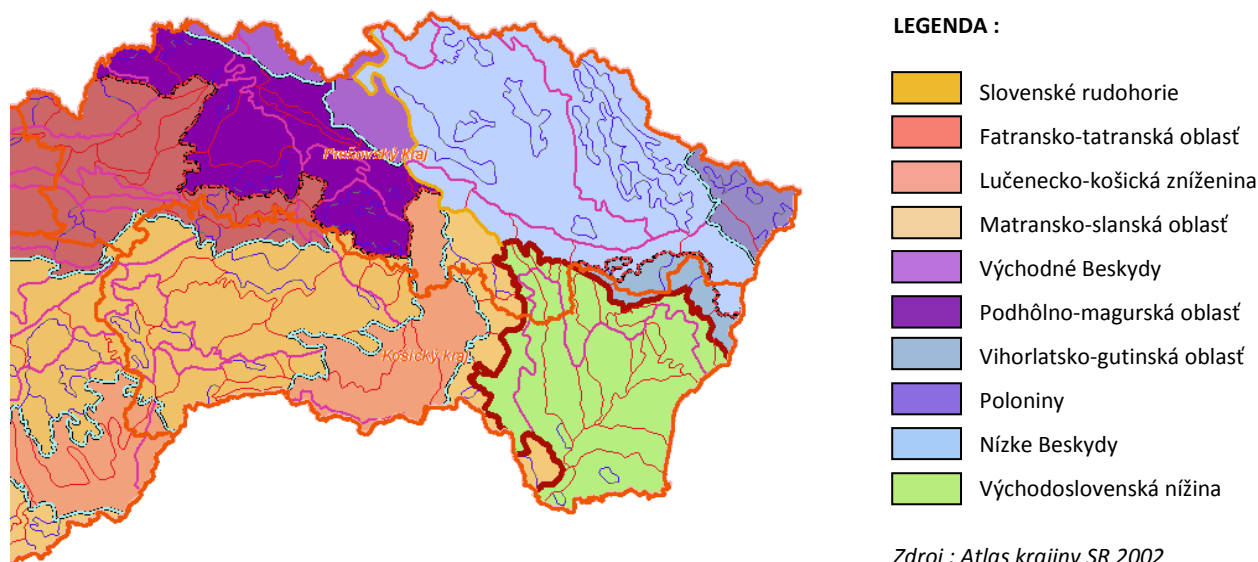 LEGENDA :
Slovenské rudohorie
Fatransko-tatranská oblasť
Lučenecko-košická zníženina
Matransko-slanská oblasť
Východné Beskydy
Podhôlno-magurská oblasť
Vihorlatsko-gutinská oblasť
Poloniny
Nízke Beskydy
Východoslovenská nížina
Zdroj : Atlas krajiny SR 2002
Prešovský kraj
Košický kraj